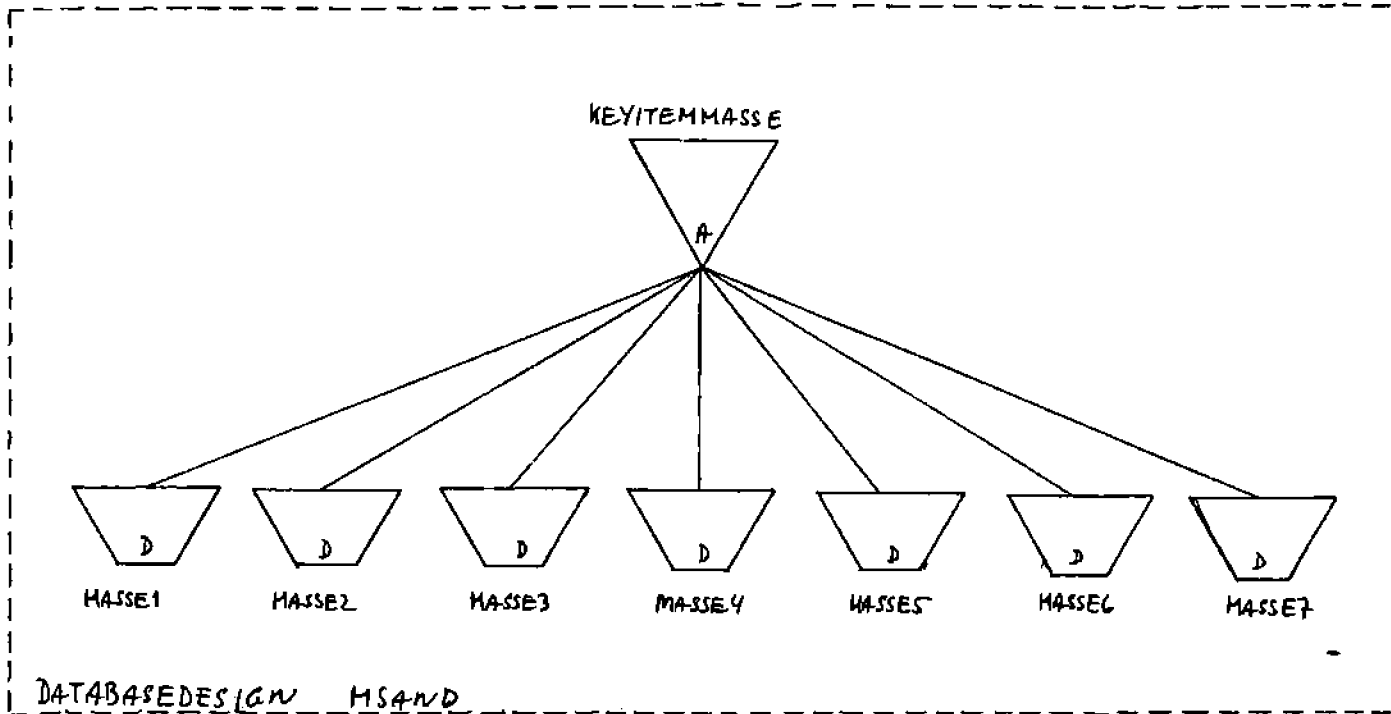 KEYITEMMASSE
A
D D D D D D D
MASSE1 MASSE2 MASSE3 MASSE4 MASSE5 MASSE6 MASSE7
DATABASEDESIGN MSAND